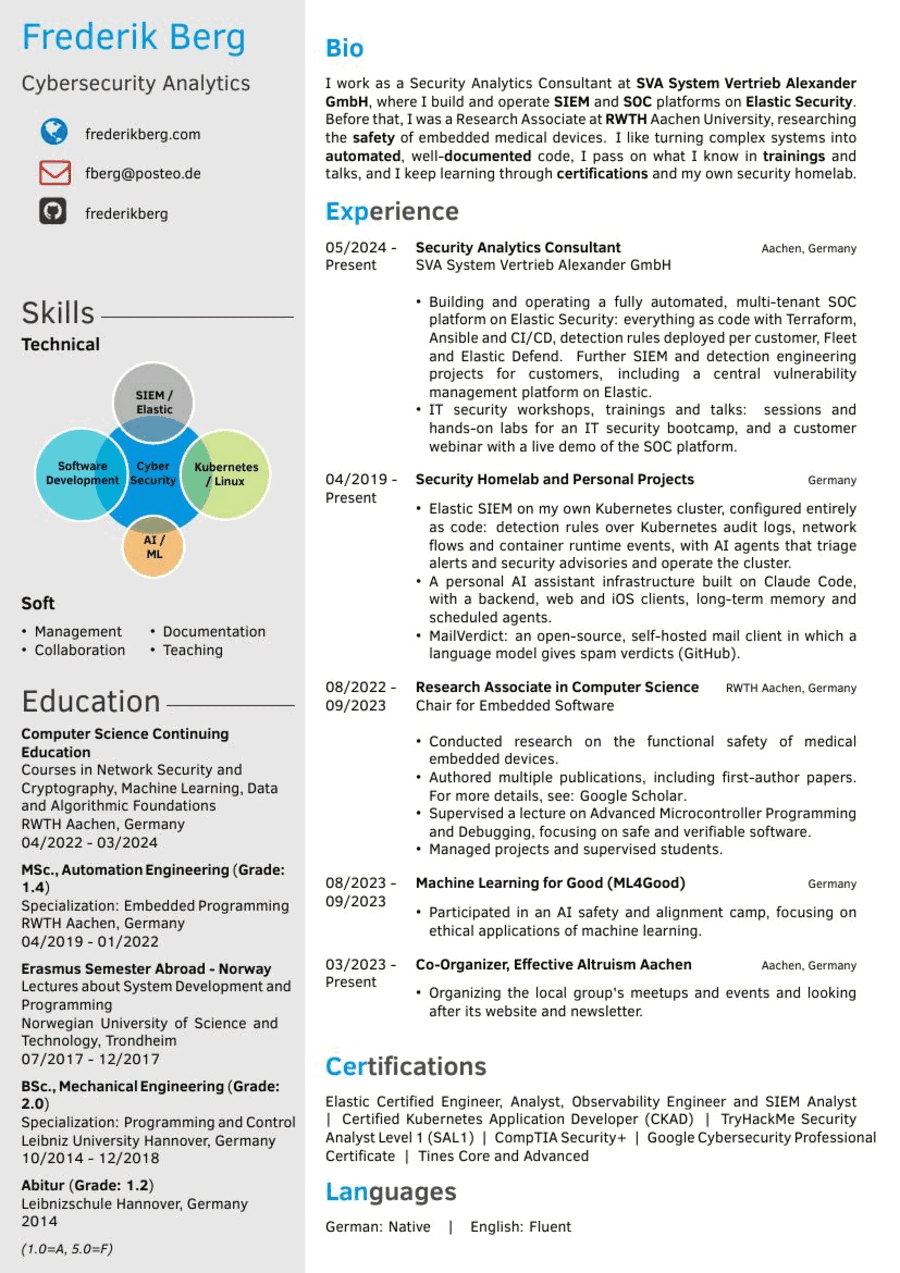 Frederik Berg
Cybersecurity Analytics
frederikberg.com
fberg@posteo.de
frederikberg
Skills
Technical
SIEM /
Elastic
Software
Development
Cyber
Security
Kubernetes
/ Linux
AI /
ML
Soft
• Management
• Collaboration
• Documentation
• Teaching
Education
Computer Science Continuing
Education
Courses in Network Security and
Cryptography, Machine Learning, Data
and Algorithmic Foundations
RWTH Aachen, Germany
04/2022 - 03/2024
MSc., Automation Engineering (Grade:
1.4)
Specialization: Embedded Programming
RWTH Aachen, Germany
04/2019 - 01/2022
Erasmus Semester Abroad - Norway
Lectures about System Development and
Programming
Norwegian University of Science and
Technology, Trondheim
07/2017 - 12/2017
BSc., Mechanical Engineering (Grade:
2.0)
Specialization: Programming and Control
Leibniz University Hannover, Germany
10/2014 - 12/2018
Abitur (Grade: 1.2)
Leibnizschule Hannover, Germany
2014
(1.0=A, 5.0=F)
Bio
I work as a Security Analytics Consultant at SVA System Vertrieb Alexander
GmbH, where I build and operate SIEM and SOC platforms on Elastic Security.
Before that, I was a Research Associate at RWTH Aachen University, researching
the safety of embedded medical devices. I like turning complex systems into
automated, well-documented code, I pass on what I know in trainings and
talks, and I keep learning through certifications and my own security homelab.
Experience
05/2024 -
Present
Security Analytics Consultant
Aachen, Germany
SVA System Vertrieb Alexander GmbH
• Building and operating a fully automated, multi-tenant SOC
platform on Elastic Security: everything as code with Terraform,
Ansible and CI/CD, detection rules deployed per customer, Fleet
and Elastic Defend. Further SIEM and detection engineering
projects for customers, including a central vulnerability
management platform on Elastic.
• IT security workshops, trainings and talks: sessions and
hands-on labs for an IT security bootcamp, and a customer
webinar with a live demo of the SOC platform.
04/2019 -
Present
Security Homelab and Personal Projects
Germany
• Elastic SIEM on my own Kubernetes cluster, configured entirely
as code: detection rules over Kubernetes audit logs, network
flows and container runtime events, with AI agents that triage
alerts and security advisories and operate the cluster.
• A personal AI assistant infrastructure built on Claude Code,
with a backend, web and iOS clients, long-term memory and
scheduled agents.
• MailVerdict: an open-source, self-hosted mail client in which a
language model gives spam verdicts (GitHub).
08/2022 -
09/2023
Research Associate in Computer Science
RWTH Aachen, Germany
Chair for Embedded Software
• Conducted research on the functional safety of medical
embedded devices.
• Authored multiple publications, including first-author papers.
For more details, see: Google Scholar.
• Supervised a lecture on Advanced Microcontroller Programming
and Debugging, focusing on safe and verifiable software.
• Managed projects and supervised students.
08/2023 -
09/2023
Machine Learning for Good (ML4Good)
Germany
• Participated in an AI safety and alignment camp, focusing on
ethical applications of machine learning.
03/2023 -
Present
Co-Organizer, Effective Altruism Aachen
Aachen, Germany
• Organizing the local group's meetups and events and looking
after its website and newsletter.
Certifications
Elastic Certified Engineer, Analyst, Observability Engineer and SIEM Analyst
| Certified Kubernetes Application Developer (CKAD) | TryHackMe Security
Analyst Level 1 (SAL1) | CompTIA Security+ | Google Cybersecurity Professional
Certificate | Tines Core and Advanced
Languages
German: Native | English: Fluent